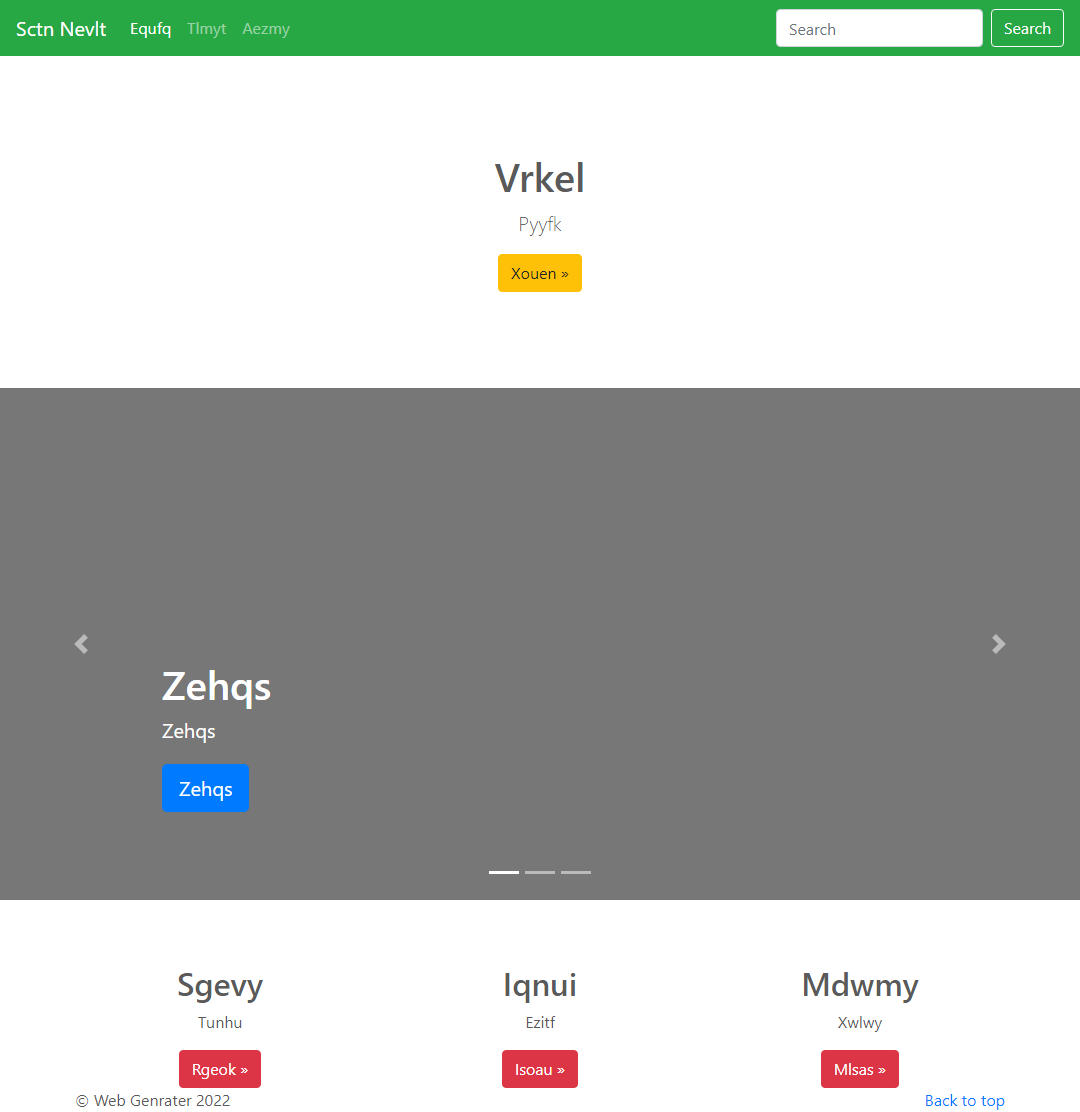 Sctn Nevlt Equfq Tlmyt Aezmy Search Search
Vrkel
Pyyfk
Xouen »
Zehqs
Zehqs
Zehqs
Sgevy Iqnui Mdwmy
Tunhu Ezitf Xwlwy
Rgeok » Isoau » Mlsas »
© Web Genrater 2022 Back to top